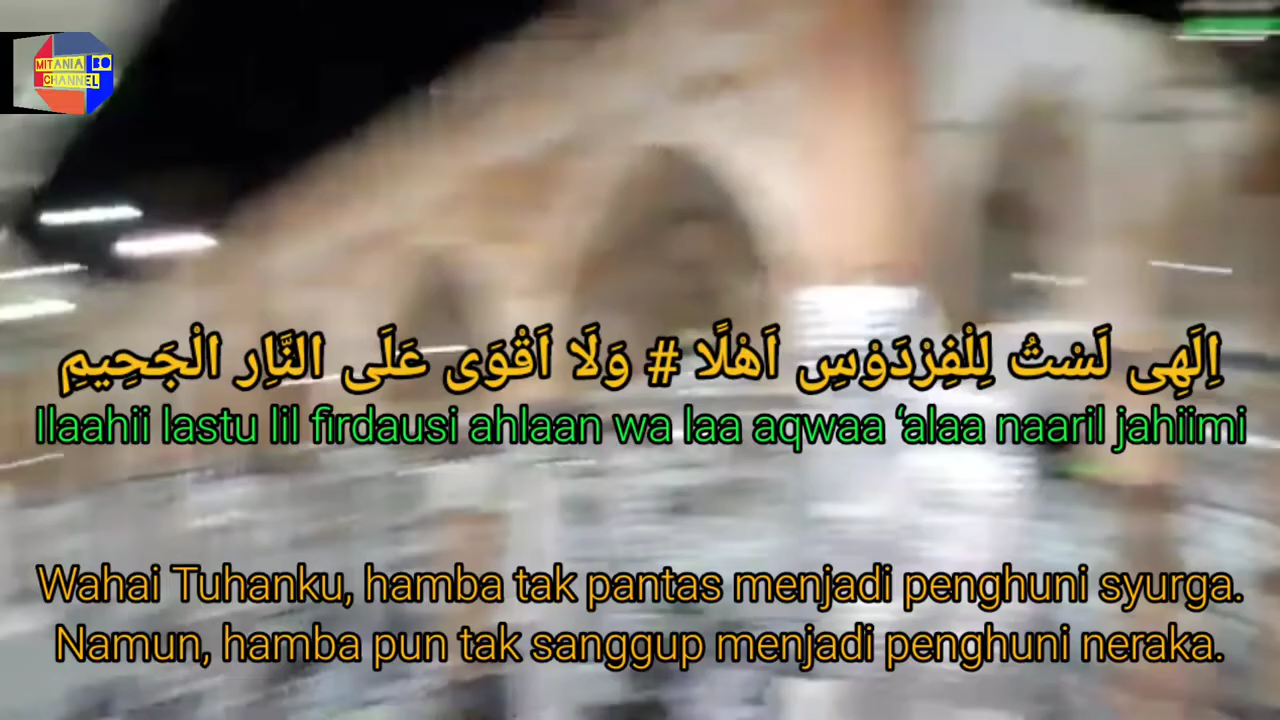 MITANIA BO
CHANNEL
اِلَهِى لَسْتُ لِلْفِرْدَوْسِ اَهْلًا # وَلَا اَقْوَى عَلَى النَّاِر الْجَحِيمِ
Ilaahii lastu lil firdausi ahlaan wa laa aqwaa ‘alaa naaril jahiimi
Wahai Tuhanku, hamba tak pantas menjadi penghuni syurga.
Namun, hamba pun tak sanggup menjadi penghuni neraka.